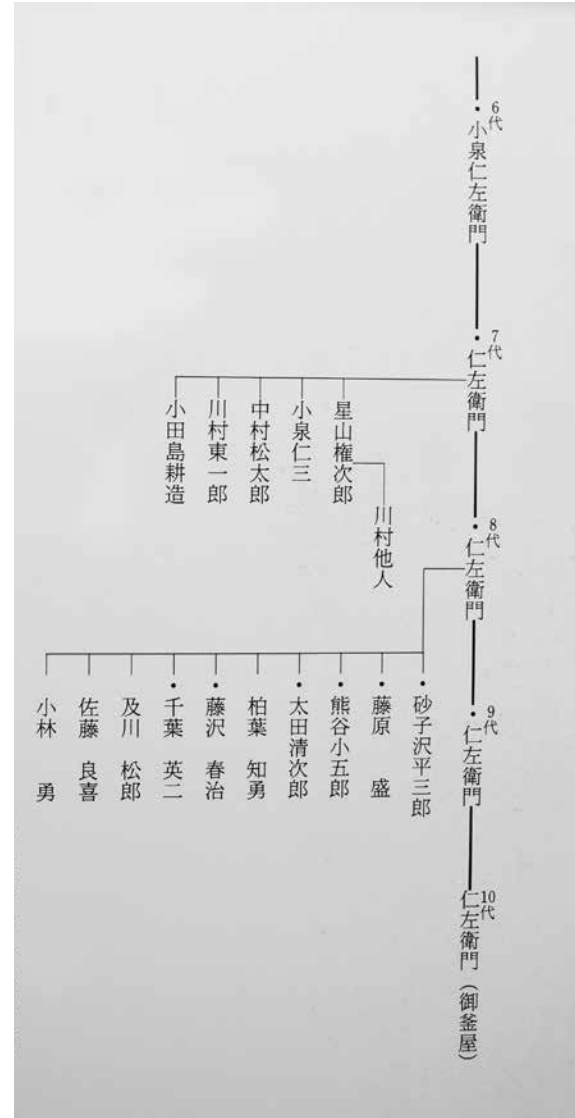 6代
・小泉仁左衛門
7代
・仁左衛門
8代
・仁左衛門
9代
・仁左衛門
10代
仁左衛門（御釜屋）
星山権次郎
川村他人
小泉仁三
中村松太郎
川村東一郎
小田島耕造
・砂子沢平三郎
・藤原　盛
・熊谷小五郎
・太田清次郎
柏葉　知勇
・藤沢　春治
・千葉　英二
及川　松郎
佐藤　良喜
小林　勇